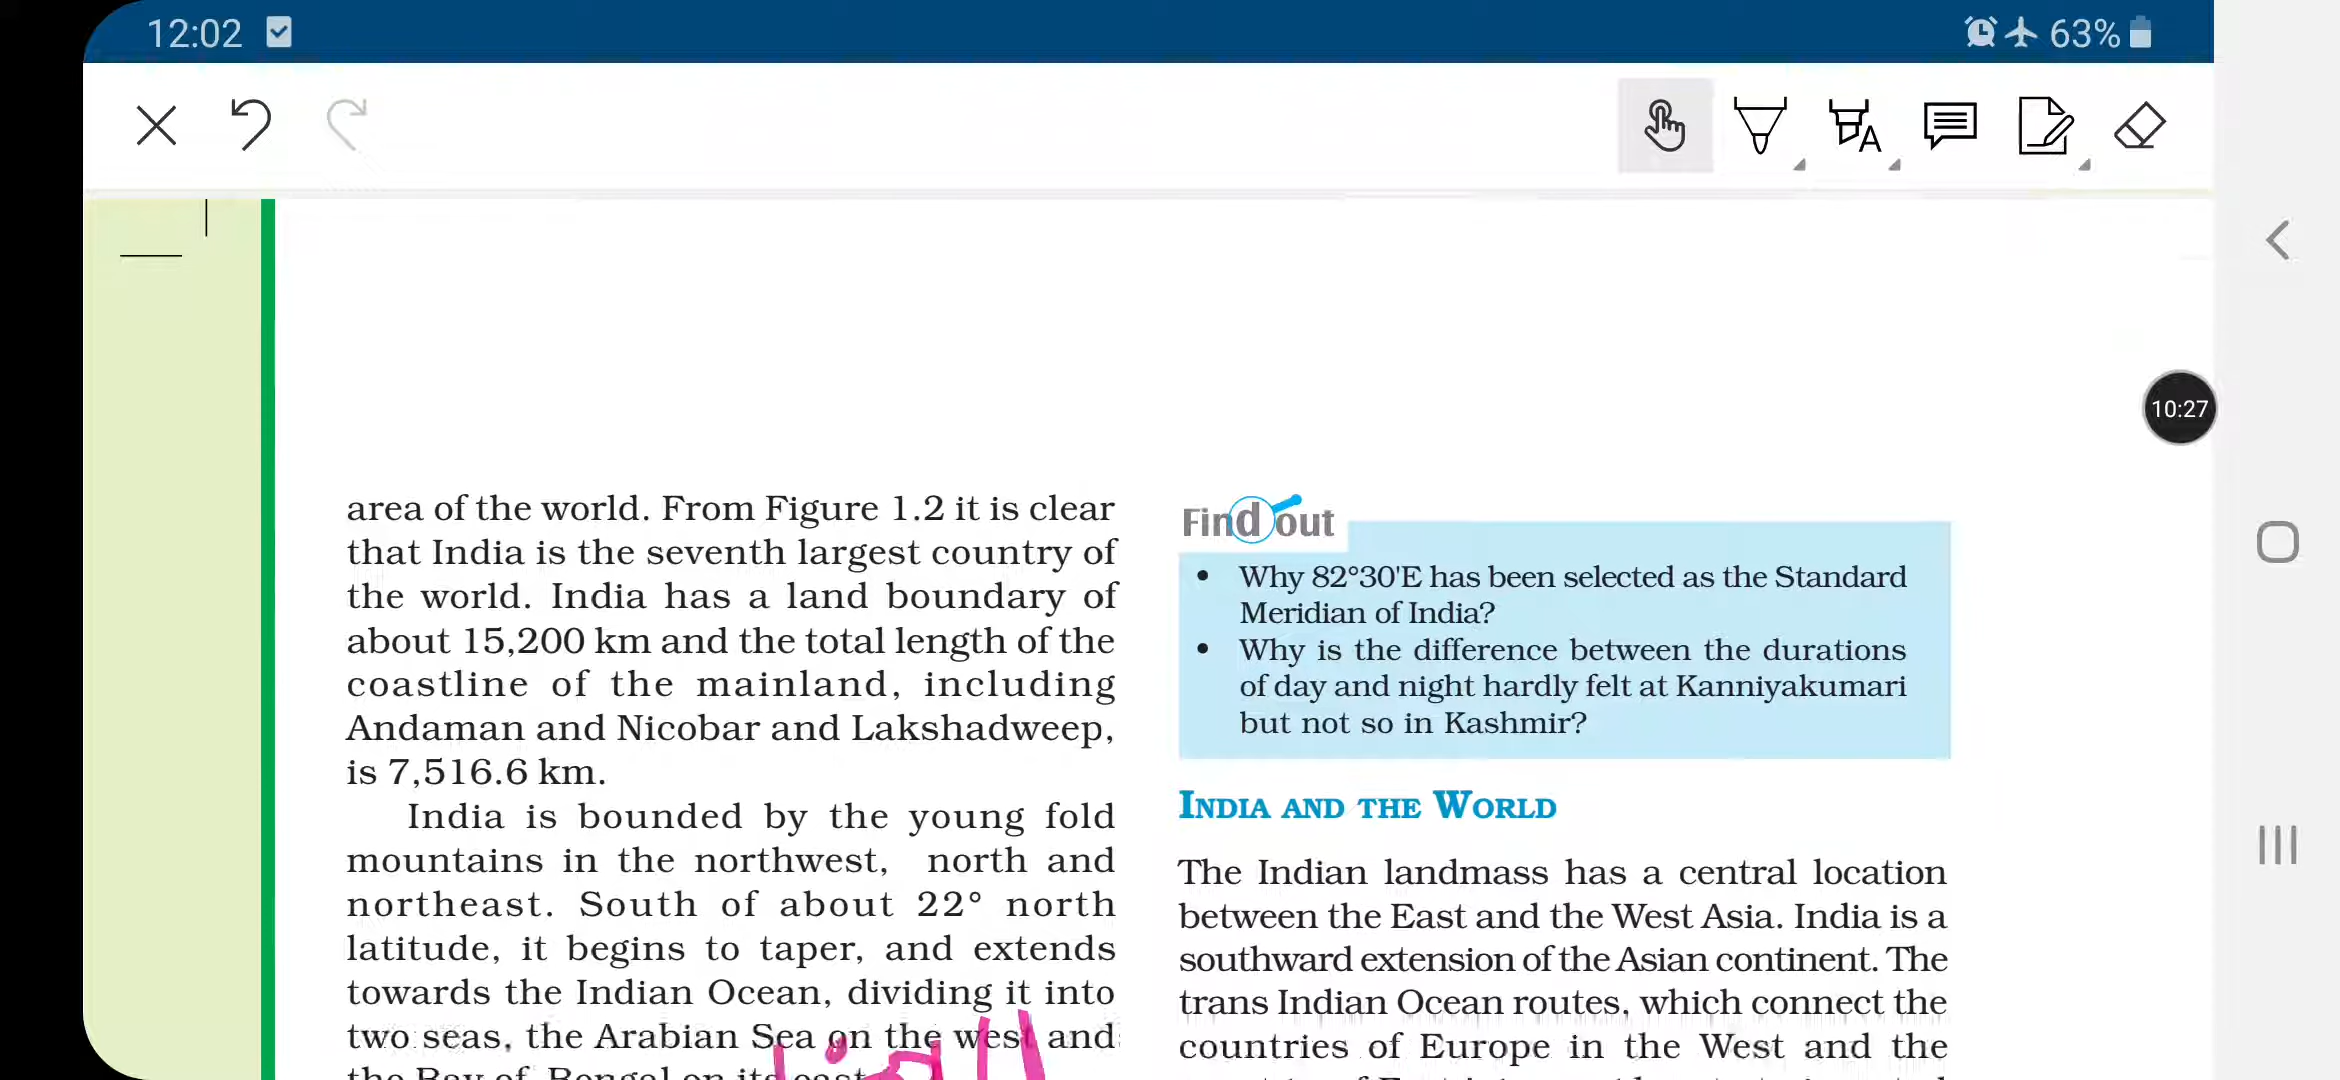 12:02
63%
10:27
area of the world. From Figure 1.2 it is clear
that India is the seventh largest country of
the world. India has a land boundary of
about 15,200 km and the total length of the
coastline of the mainland, including
Andaman and Nicobar and Lakshadweep,
is 7,516.6 km.
India is bounded by the young fold
mountains in the northwest, north and
northeast. South of about 22° north
latitude, it begins to taper, and extends
towards the Indian Ocean, dividing it into
two seas, the Arabian Sea on the west and
the Bay of Bengal on its east
Find out
• Why 82°30'E has been selected as the Standard
Meridian of India?
• Why is the difference between the durations
of day and night hardly felt at Kanniyakumari
but not so in Kashmir?
INDIA AND THE WORLD
The Indian landmass has a central location
between the East and the West Asia. India is a
southward extension of the Asian continent. The
trans Indian Ocean routes, which connect the
countries of Europe in the West and the